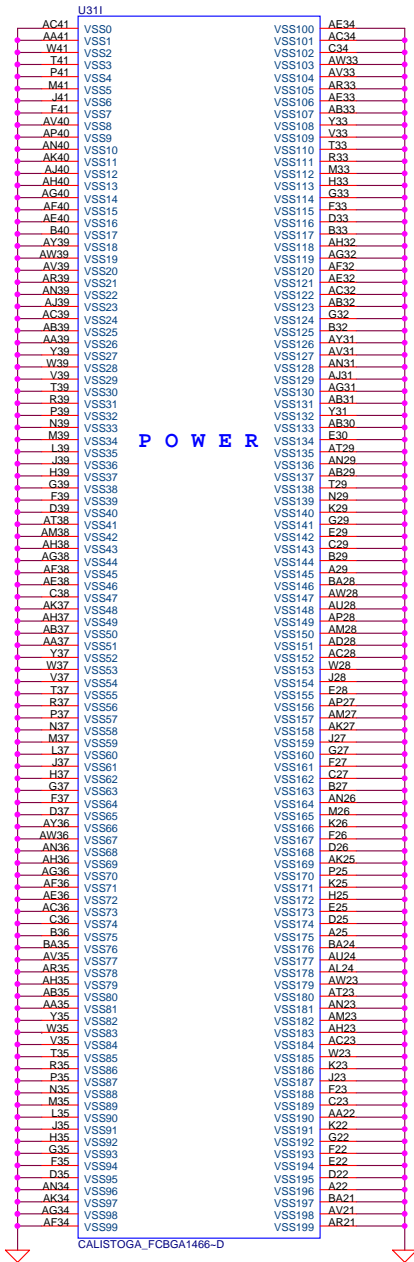 U31I
AC41 VSS0 VSS100 AE34
AA41 VSS1 VSS101 AC34
W41 VSS2 VSS102 C34
T41 VSS3 VSS103 AW33
P41 VSS4 VSS104 AV33
M41 VSS5 VSS105 AR33
J41 VSS6 VSS106 AE33
F41 VSS7 VSS107 AB33
AV40 VSS8 VSS108 Y33
AP40 VSS9 VSS109 V33
AN40 VSS10 VSS110 T33
AK40 VSS11 VSS111 R33
AJ40 VSS12 VSS112 M33
AH40 VSS13 VSS113 H33
AG40 VSS14 VSS114 G33
AF40 VSS15 VSS115 F33
AE40 VSS16 VSS116 D33
B40 VSS17 VSS117 B33
AY39 VSS18 VSS118 AH32
AW39 VSS19 VSS119 AG32
AV39 VSS20 VSS120 AF32
AR39 VSS21 VSS121 AE32
AN39 VSS22 VSS122 AC32
AJ39 VSS23 VSS123 AB32
AC39 VSS24 VSS124 G32
AB39 VSS25 VSS125 B32
AA39 VSS26 VSS126 AY31
Y39 VSS27 VSS127 AV31
W39 VSS28 VSS128 AN31
V39 VSS29 VSS129 AJ31
T39 VSS30 VSS130 AG31
R39 VSS31 VSS131 AB31
P39 VSS32 VSS132 Y31
N39 VSS33 VSS133 AB30
M39 VSS34 P O W E R VSS134 E30
L39 VSS35 VSS135 AT29
J39 VSS36 VSS136 AN29
H39 VSS37 VSS137 AB29
G39 VSS38 VSS138 T29
F39 VSS39 VSS139 N29
D39 VSS40 VSS140 K29
AT38 VSS41 VSS141 G29
AM38 VSS42 VSS142 E29
AH38 VSS43 VSS143 C29
AG38 VSS44 VSS144 B29
AF38 VSS45 VSS145 A29
AE38 VSS46 VSS146 BA28
C38 VSS47 VSS147 AW28
AK37 VSS48 VSS148 AU28
AH37 VSS49 VSS149 AP28
AB37 VSS50 VSS150 AM28
AA37 VSS51 VSS151 AD28
Y37 VSS52 VSS152 AC28
W37 VSS53 VSS153 W28
V37 VSS54 VSS154 J28
T37 VSS55 VSS155 E28
R37 VSS56 VSS156 AP27
P37 VSS57 VSS157 AM27
N37 VSS58 VSS158 AK27
M37 VSS59 VSS159 J27
L37 VSS60 VSS160 G27
J37 VSS61 VSS161 F27
H37 VSS62 VSS162 C27
G37 VSS63 VSS163 B27
F37 VSS64 VSS164 AN26
D37 VSS65 VSS165 M26
AY36 VSS66 VSS166 K26
AW36 VSS67 VSS167 F26
AN36 VSS68 VSS168 D26
AH36 VSS69 VSS169 AK25
AG36 VSS70 VSS170 P25
AF36 VSS71 VSS171 K25
AE36 VSS72 VSS172 H25
AC36 VSS73 VSS173 E25
C36 VSS74 VSS174 D25
B36 VSS75 VSS175 A25
BA35 VSS76 VSS176 BA24
AV35 VSS77 VSS177 AU24
AR35 VSS78 VSS178 AL24
AH35 VSS79 VSS179 AW23
AB35 VSS80 VSS180 AT23
AA35 VSS81 VSS181 AN23
Y35 VSS82 VSS182 AM23
W35 VSS83 VSS183 AH23
V35 VSS84 VSS184 AC23
T35 VSS85 VSS185 W23
R35 VSS86 VSS186 K23
P35 VSS87 VSS187 J23
N35 VSS88 VSS188 F23
M35 VSS89 VSS189 C23
L35 VSS90 VSS190 AA22
J35 VSS91 VSS191 K22
H35 VSS92 VSS192 G22
G35 VSS93 VSS193 F22
F35 VSS94 VSS194 E22
D35 VSS95 VSS195 D22
AN34 VSS96 VSS196 A22
AK34 VSS97 VSS197 BA21
AG34 VSS98 VSS198 AV21
AF34 VSS99 VSS199 AR21
CALISTOGA_FCBGA1466~D